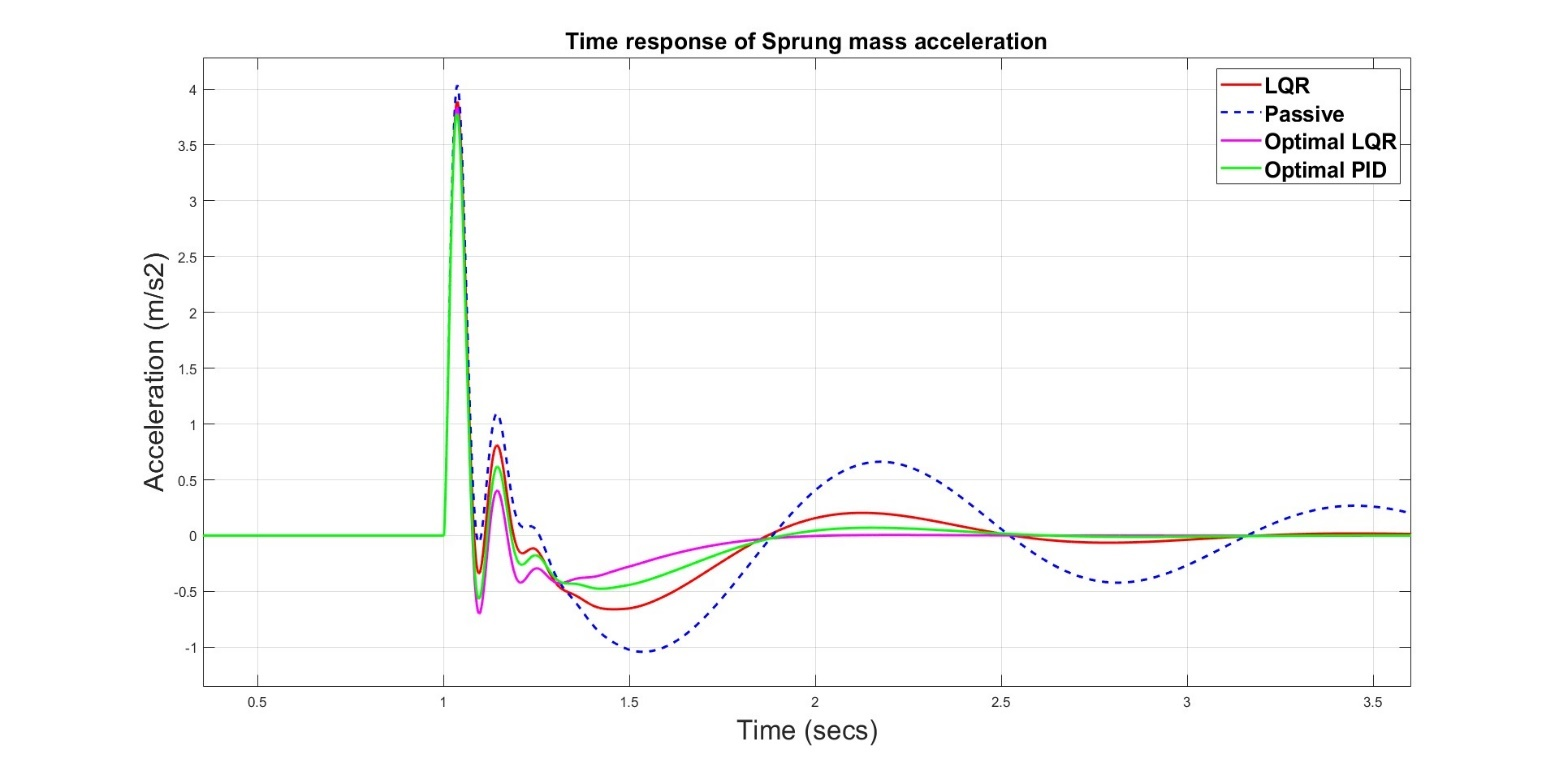 Time response of Sprung mass acceleration
LQR
Passive
Optimal LQR
Optimal PID
Acceleration (m/s2)
4
3.5
3
2.5
2
1.5
1
0.5
0
-0.5
-1
0.5 1 1.5 2 2.5 3 3.5
Time (secs)